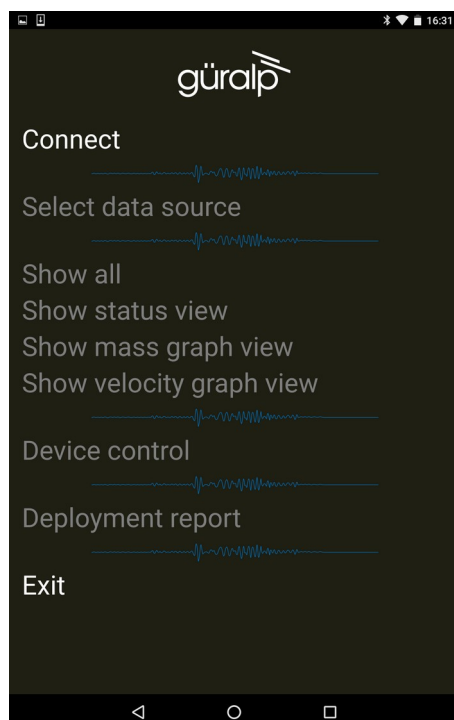 16:31
güralp
Connect
Select data source
Show all
Show status view
Show mass graph view
Show velocity graph view
Device control
Deployment report
Exit